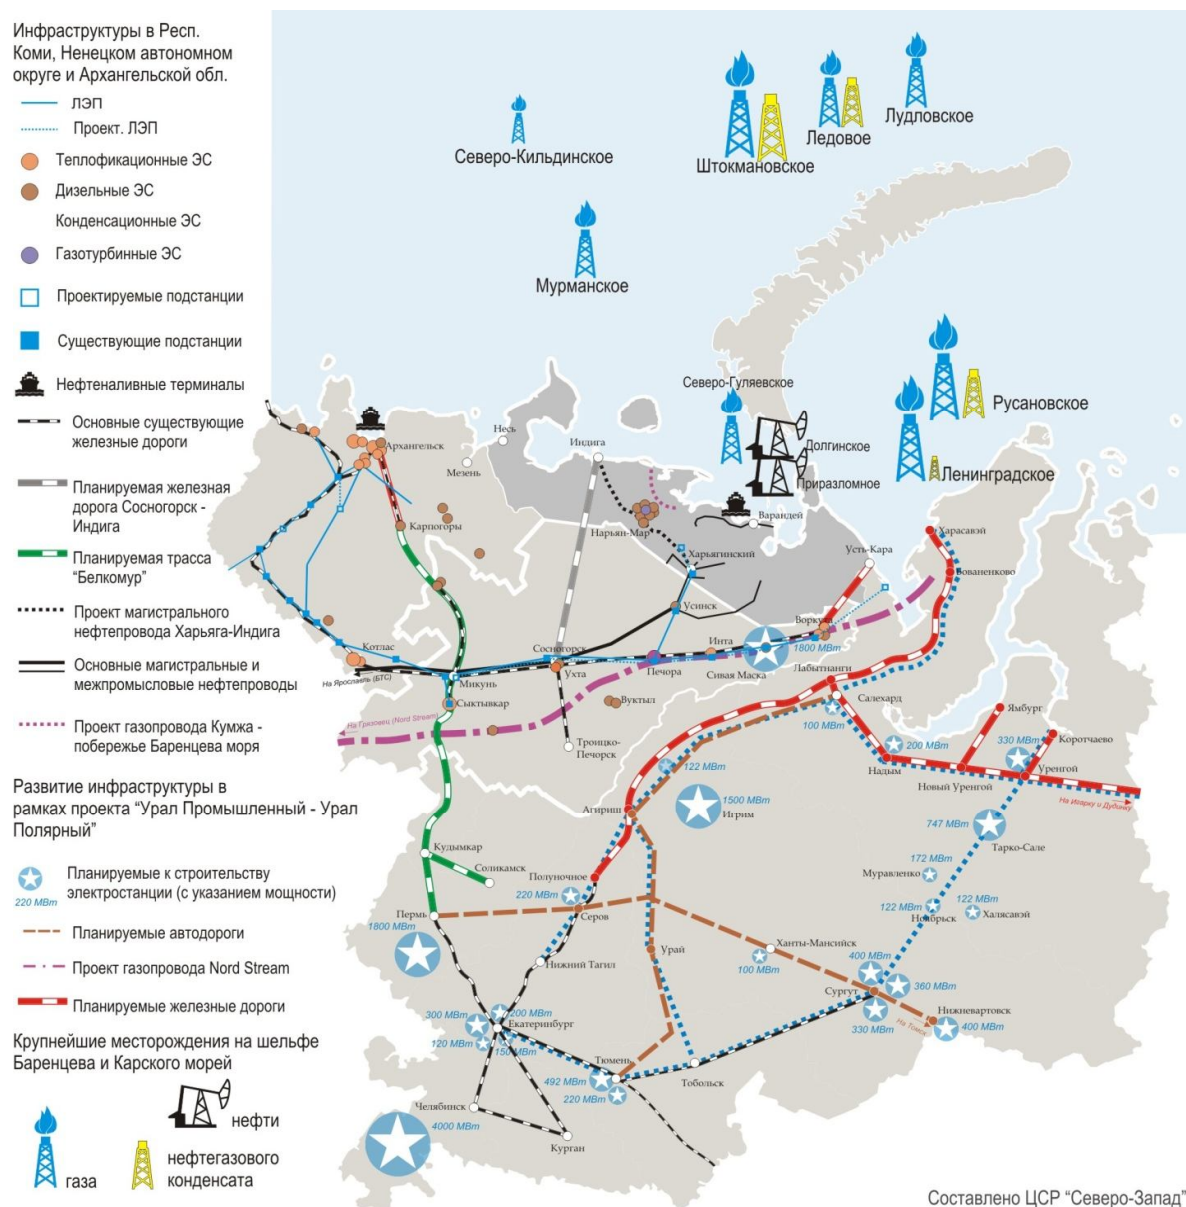 Инфраструктуры в Респ.
Коми, Ненецком автономном
округе и Архангельской обл.
ЛЭП
Проект. ЛЭП
Теплофикационные ЭС
Дизельные ЭС
Конденсационные ЭС
Газотурбинные ЭС
Проектируемые подстанции
Существующие подстанции
Нефтеналивные терминалы
Основные существующие
железные дороги
Планируемая железная
дорога Сосногорск -
Индига
Планируемая трасса
"Белкомур"
Проект магистрального
нефтепровода Харьяга-Индига
Основные магистральные и
межпромысловые нефтепроводы
Проект газопровода Кумжа -
побережье Баренцева моря
Развитие инфраструктуры в
рамках проекта "Урал Промышленный - Урал
Полярный"
Планируемые к строительству
электростанции (с указанием мощности)
220 МВт
Планируемые автодороги
Проект газопровода Nord Stream
Планируемые железные дороги
Крупнейшие месторождения на шельфе
Баренцева и Карского морей
нефти
газа
нефтегазового
конденсата
Северо-Кильдинское
Штокмановское
Ледовое
Лудловское
Мурманское
Северо-Гуляевское
Долгинское
Приразломное
Русановское
Ленинградское
Несь
Индига
Архангельск
Мезень
Карпогоры
Нарьян-Мар
Варандей
Харьягинский
Усть-Кара
Харасавэй
Бованенково
Усинск
Воркута
1800 МВт
Котлас
Сосногорск
Инта
На Ярославль (БТС)
Микунь
Ухта
Печора
Сивая Маска
Лабытнанги
Салехард
100 МВт
Сыктывкар
Вуктыл
На Грязовец (Nord Stream)
Троицко-
Печорск
Ямбург
Коротчаево
200 МВт
330 МВт
Надым
Новый Уренгой
Уренгой
На Игарку и Дудинку
122 МВт
Агириш
1500 МВт
Игрим
747 МВт
Тарко-Сале
172 МВт
Муравленко
122 МВт
Ноябрьск
122 МВт
Халясавэй
Кудымкар
Соликамск
Полуночное
220 МВт
Серов
Пермь
1800 МВт
Нижний Тагил
Урай
Ханты-Мансийск
100 МВт
400 МВт
Сургут
360 МВт
330 МВт
Нижневартовск
На Томск
400 МВт
300 МВт
200 МВт
Екатеринбург
120 МВт
150 МВт
Тюмень
492 МВт
220 МВт
Тобольск
Челябинск
4000 МВт
Курган
Составлено ЦСР "Северо-Запад"